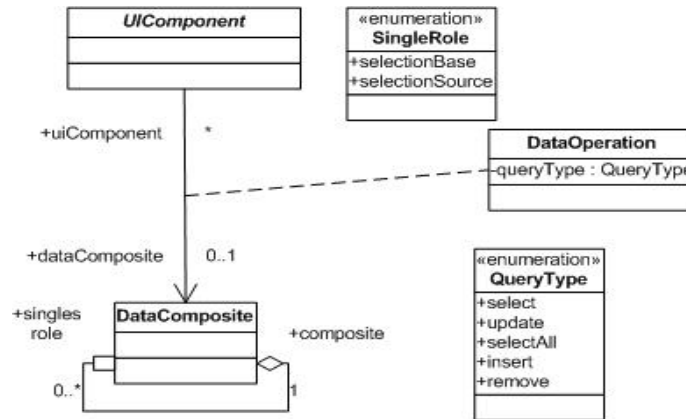 UIComponent
«enumeration»
SingleRole
+selectionBase
+selectionSource
+uiComponent
*
DataOperation
-queryType : QueryType
+dataComposite
0..1
«enumeration»
QueryType
+select
+update
+selectAll
+insert
+remove
+singles
role
DataComposite
+composite
0..*
1